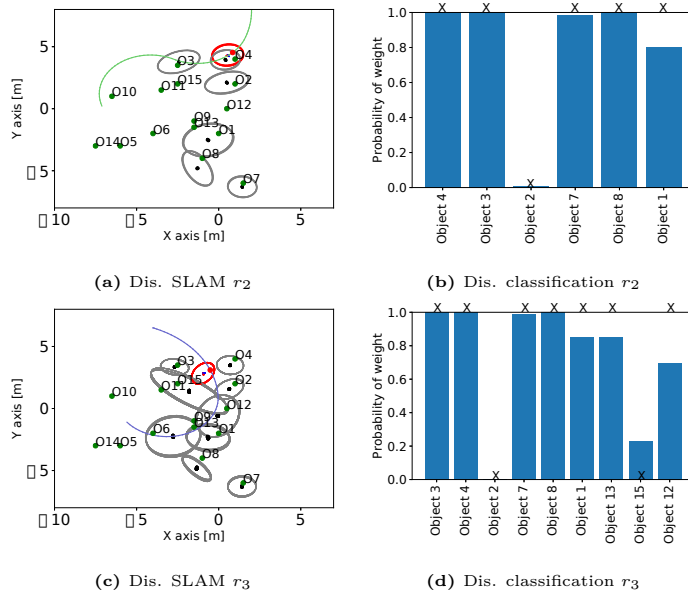 5
0
▯5
▯10 ▯5 0 5
Y axis [m]
X axis [m]
O3
O4
O15
O11
O2
O10
O12
O9
O13
O6
O1
O14
O5
O8
O7
(a) Dis. SLAM r2
1.0
0.8
0.6
0.4
0.2
0.0
Probability of weight
X X X X X X
Object 4
Object 3
Object 2
Object 7
Object 8
Object 1
(b) Dis. classification r2
5
0
▯5
▯10 ▯5 0 5
Y axis [m]
X axis [m]
O4
O3
O15
O2
O11
O10
O12
O9
O13
O6
O1
O14
O5
O8
O7
(c) Dis. SLAM r3
1.0
0.8
0.6
0.4
0.2
0.0
Probability of weight
X X X X X X X X X
Object 3
Object 4
Object 2
Object 7
Object 8
Object 1
Object 13
Object 15
Object 12
(d) Dis. classification r3